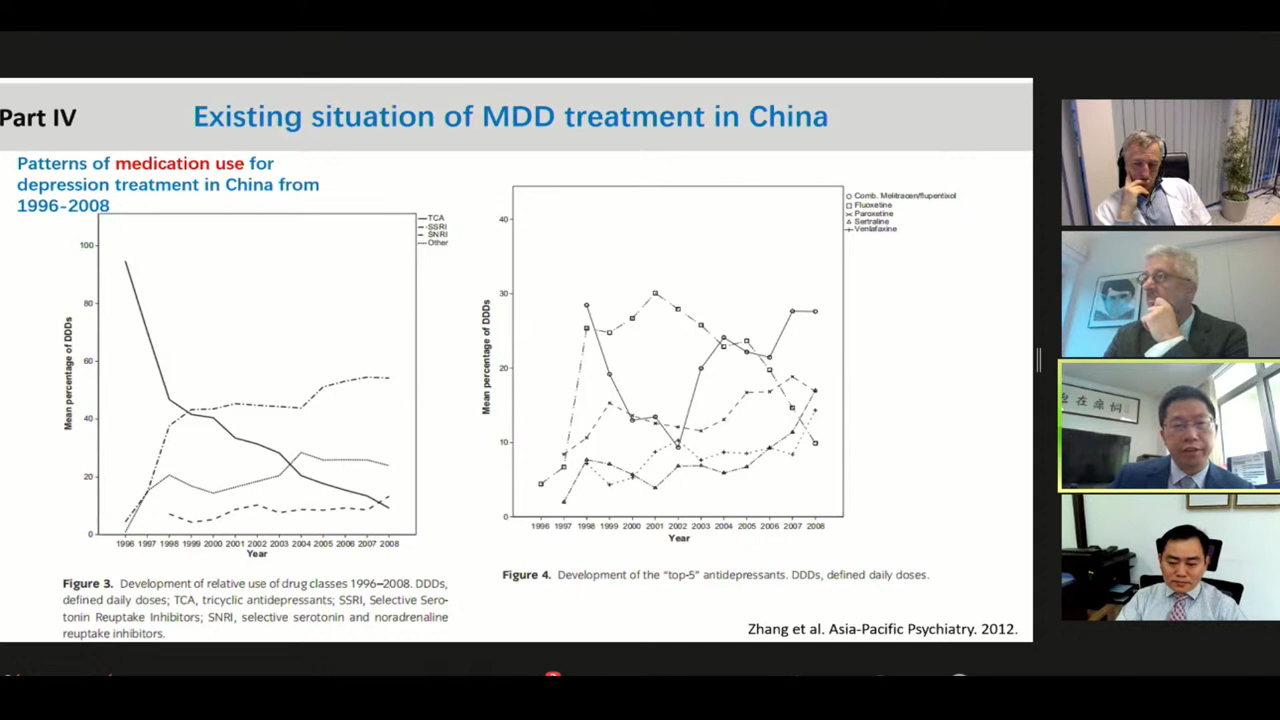 Part IV
Existing situation of MDD treatment in China
Patterns of medication use for
depression treatment in China from
1996-2008
TCA
SSRI
SNRI
Other
100
80
60
40
20
0
Mean percentage of DDDs
1996 1997 1998 1999 2000 2001 2002 2003 2004 2005 2006 2007 2008
Year
Figure 3. Development of relative use of drug classes 1996–2008. DDDs,
defined daily doses; TCA, tricyclic antidepressants; SSRI, Selective Sero-
tonin Reuptake Inhibitors; SNRI, selective serotonin and noradrenaline
reuptake inhibitors.
Comb. Melitracen/flupentixol
Fluoxetine
Paroxetine
Sertraline
Venlafaxine
40
30
20
10
0
Mean percentage of DDDs
1996 1997 1998 1999 2000 2001 2002 2003 2004 2005 2006 2007 2008
Year
Figure 4. Development of the “top-5” antidepressants. DDDs, defined daily doses.
Zhang et al. Asia-Pacific Psychiatry. 2012.